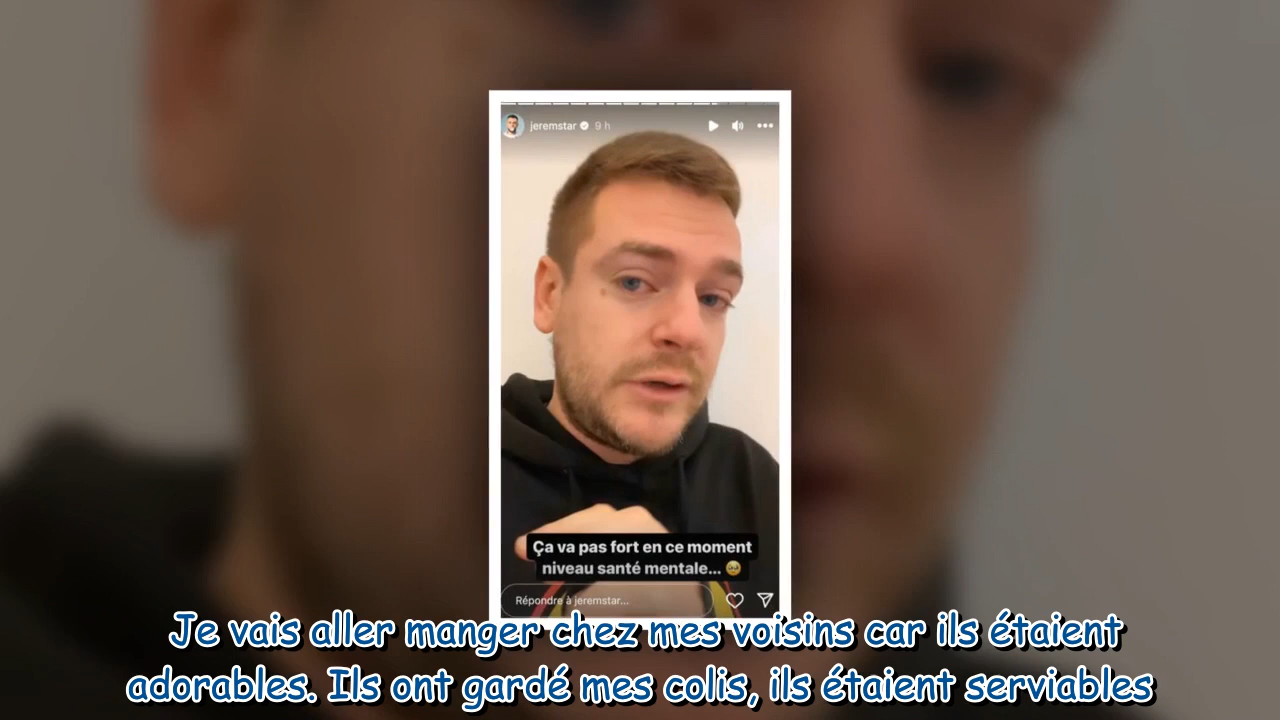 jeremstar 9 h
Ça va pas fort en ce moment
niveau santé mentale... 🥹
Répondre à jeremstar...
Je vais aller manger chez mes voisins car ils étaient
adorables. Ils ont gardé mes colis, ils étaient serviables